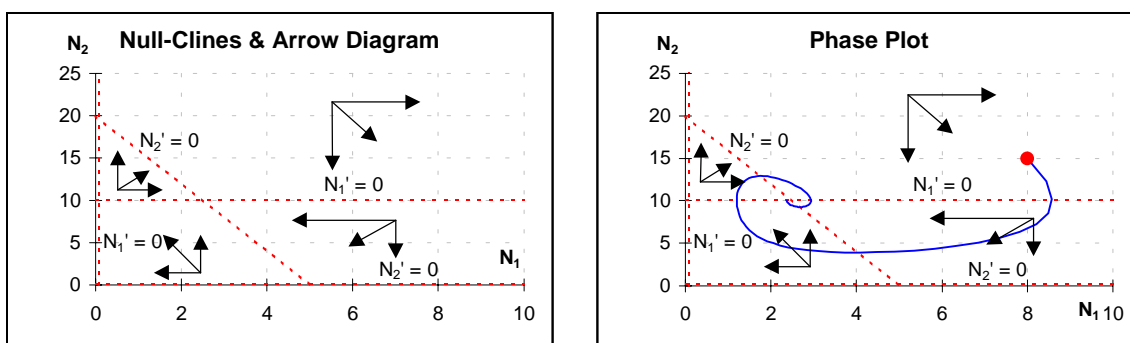 Null-Clines & Arrow Diagram
N₂
25
20
15
10
5
0
N₂' = 0
N₁' = 0
N₁' = 0
N₂' = 0
N₁
0 2 4 6 8 10
Phase Plot
N₂
25
20
15
10
5
0
N₂' = 0
N₁' = 0
N₁' = 0
N₂' = 0
0 2 4 6 8 10
N₁